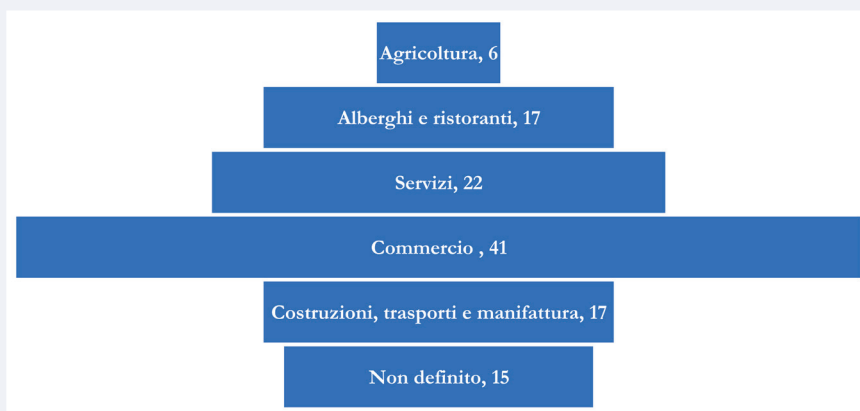 Agricoltura, 6
Alberghi e ristoranti, 17
Servizi, 22
Commercio , 41
Costruzioni, trasporti e manifattura, 17
Non definito, 15